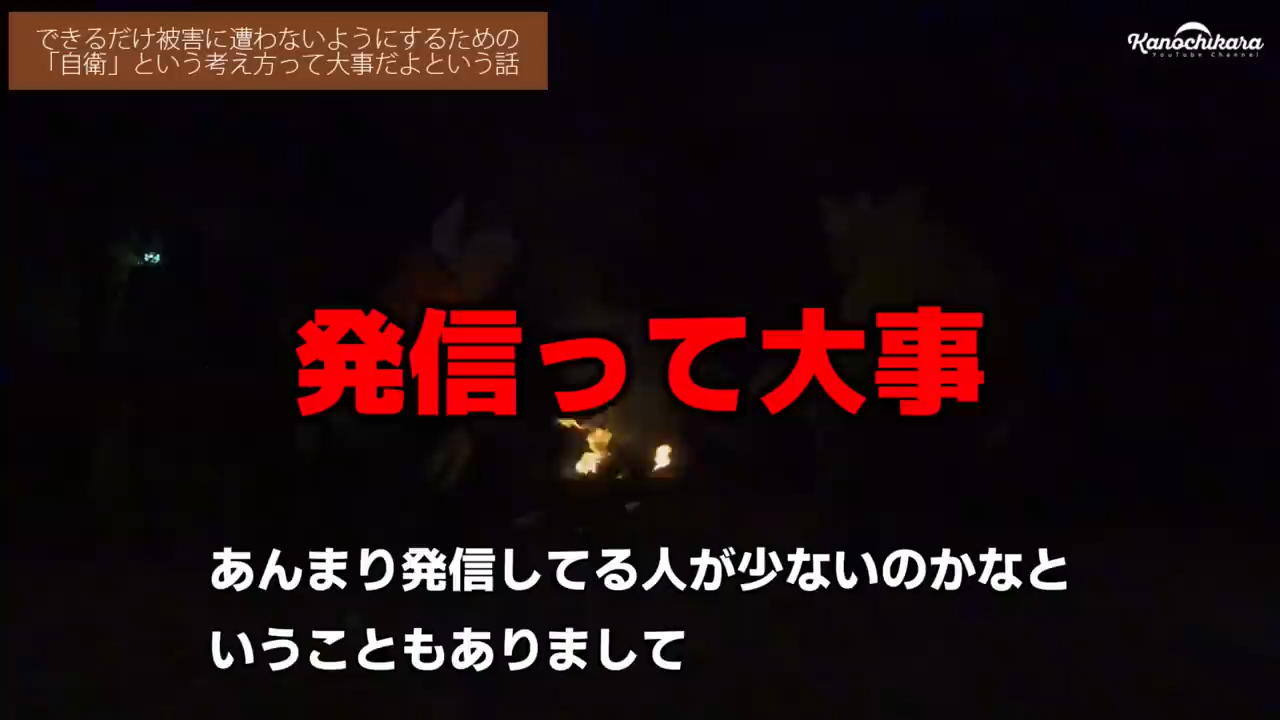 できるだけ被害に遭わないようにするための
「自衛」という考え方って大事だよという話
Kanochikara
YouTube Channel
発信って大事
あんまり発信してる人が少ないのかなと
いうこともありまして